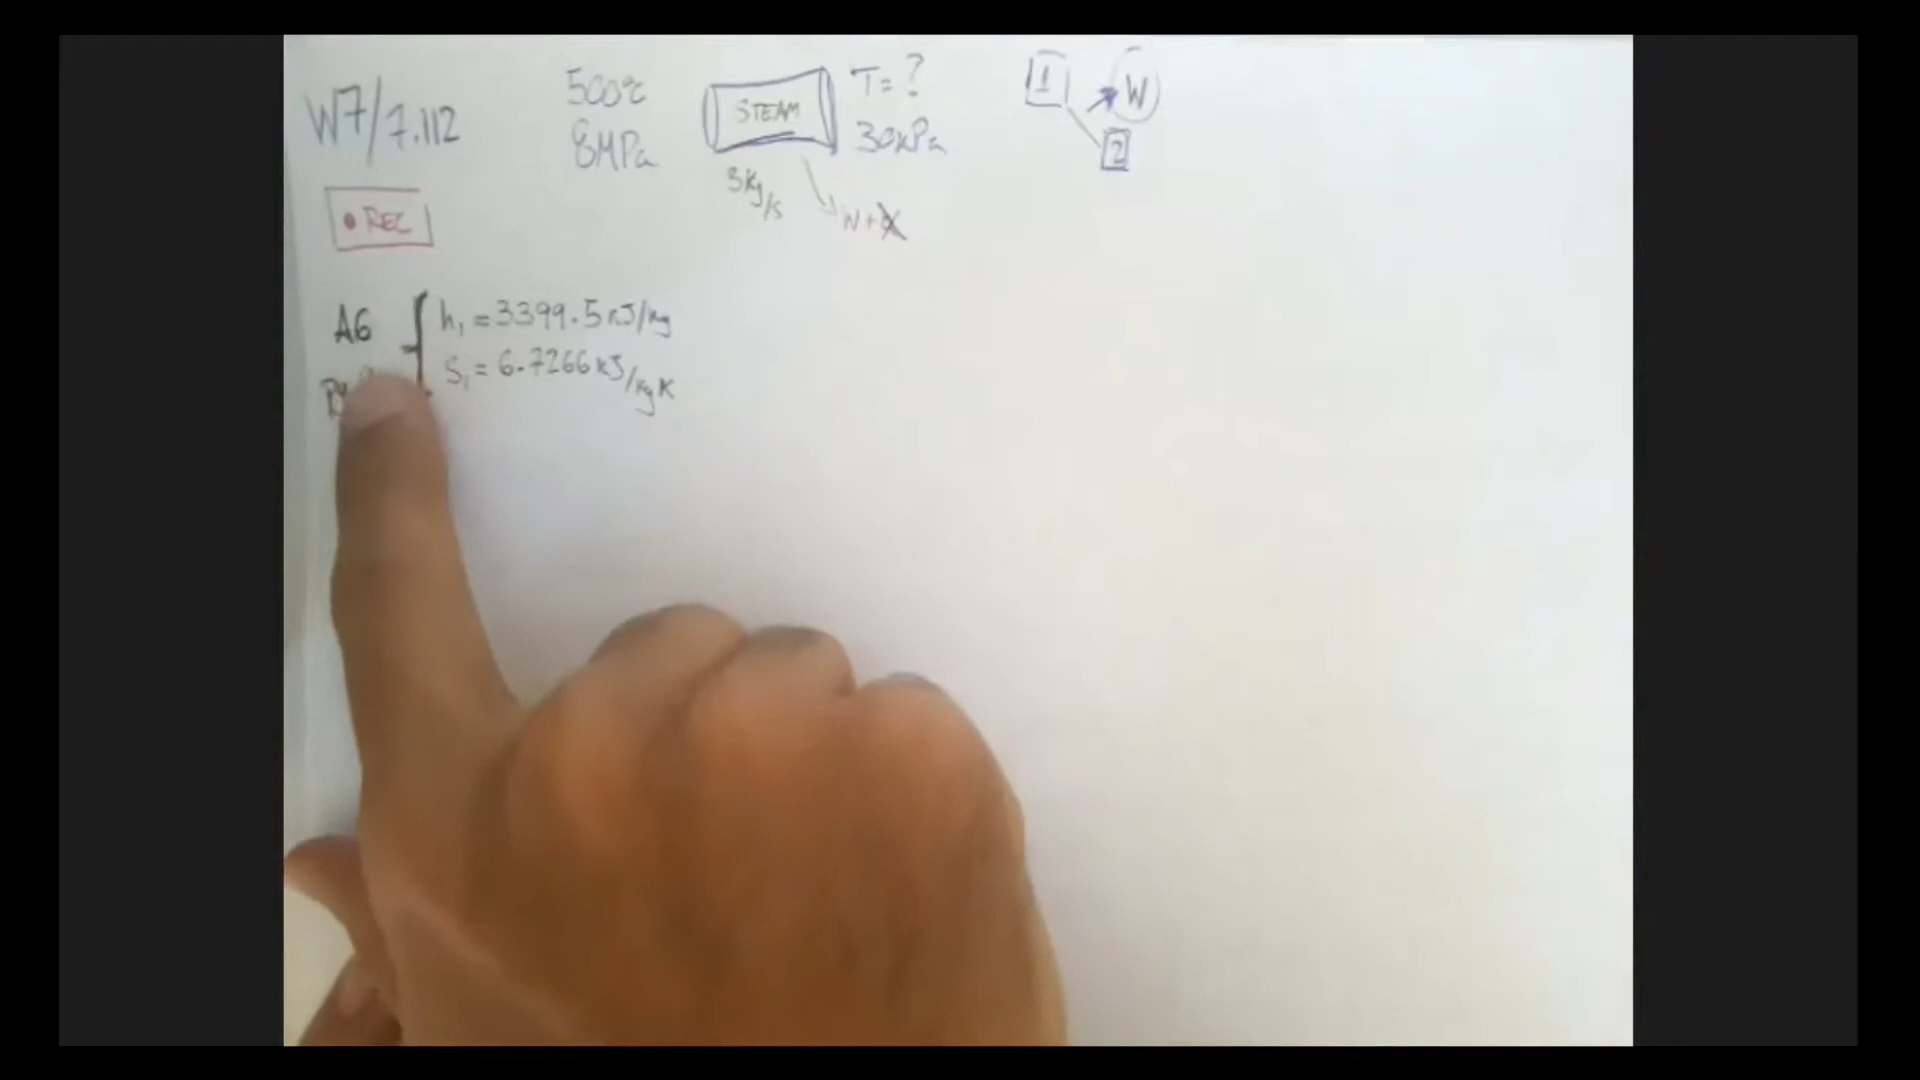 W7/7.112
500°C
8MPa
STEAM
T= ?
30kPa
3kg/s
W+
1
W
2
• REC
A6
h₁ = 3399.5 kJ/kg
S₁ = 6.7266 kJ/kgK